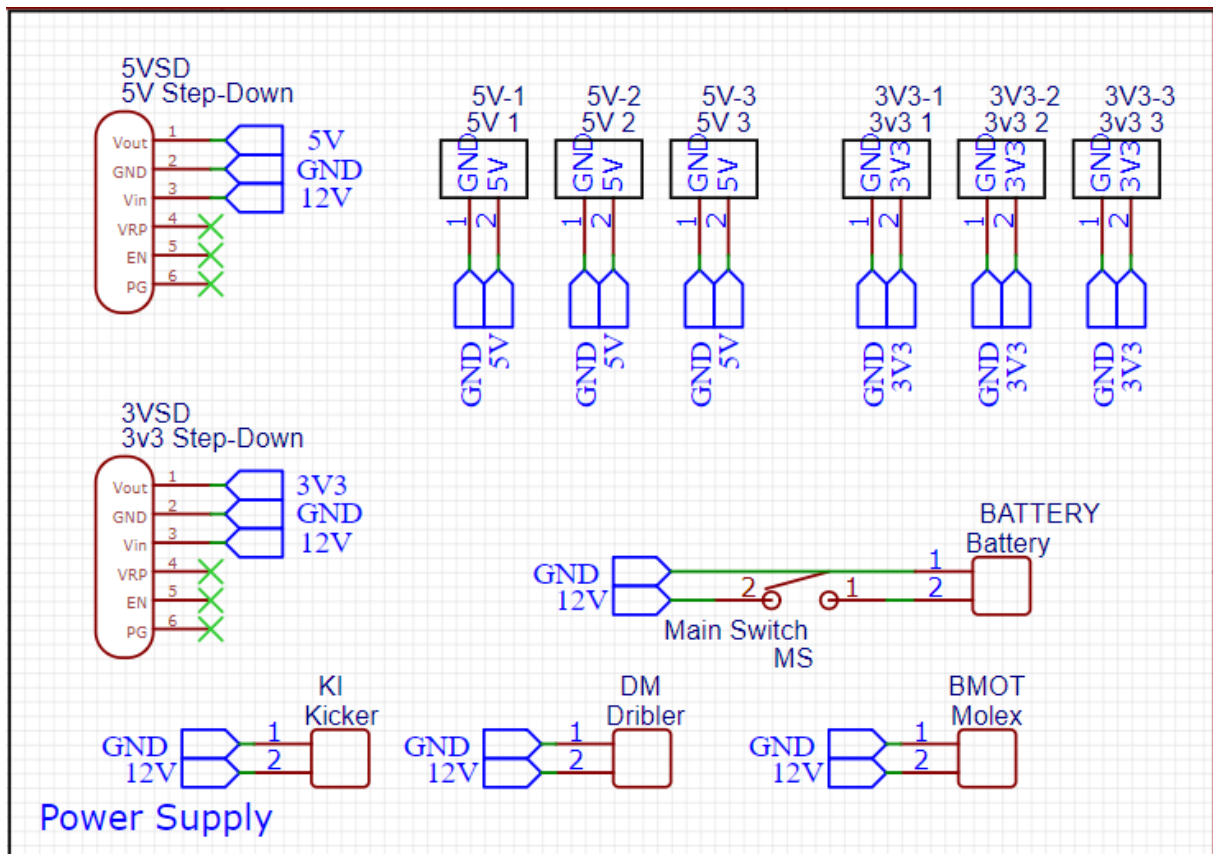 5VSD
5V Step-Down
Vout 1 5V
GND 2 GND
Vin 3 12V
VRP 4
EN 5
PG 6
5V-1
5V 1
GND 5V
1 2
GND 5V
5V-2
5V 2
GND 5V
1 2
GND 5V
5V-3
5V 3
GND 5V
1 2
GND 5V
3V3-1
3v3 1
GND 3V3
1 2
GND 3V3
3V3-2
3v3 2
GND 3V3
1 2
GND 3V3
3V3-3
3v3 3
GND 3V3
1 2
GND 3V3
3VSD
3v3 Step-Down
Vout 1 3V3
GND 2 GND
Vin 3 12V
VRP 4
EN 5
PG 6
BATTERY
Battery
GND 1
12V 2 1 2
Main Switch
MS
KI
Kicker
GND 1
12V 2
DM
Dribler
GND 1
12V 2
BMOT
Molex
GND 1
12V 2
Power Supply